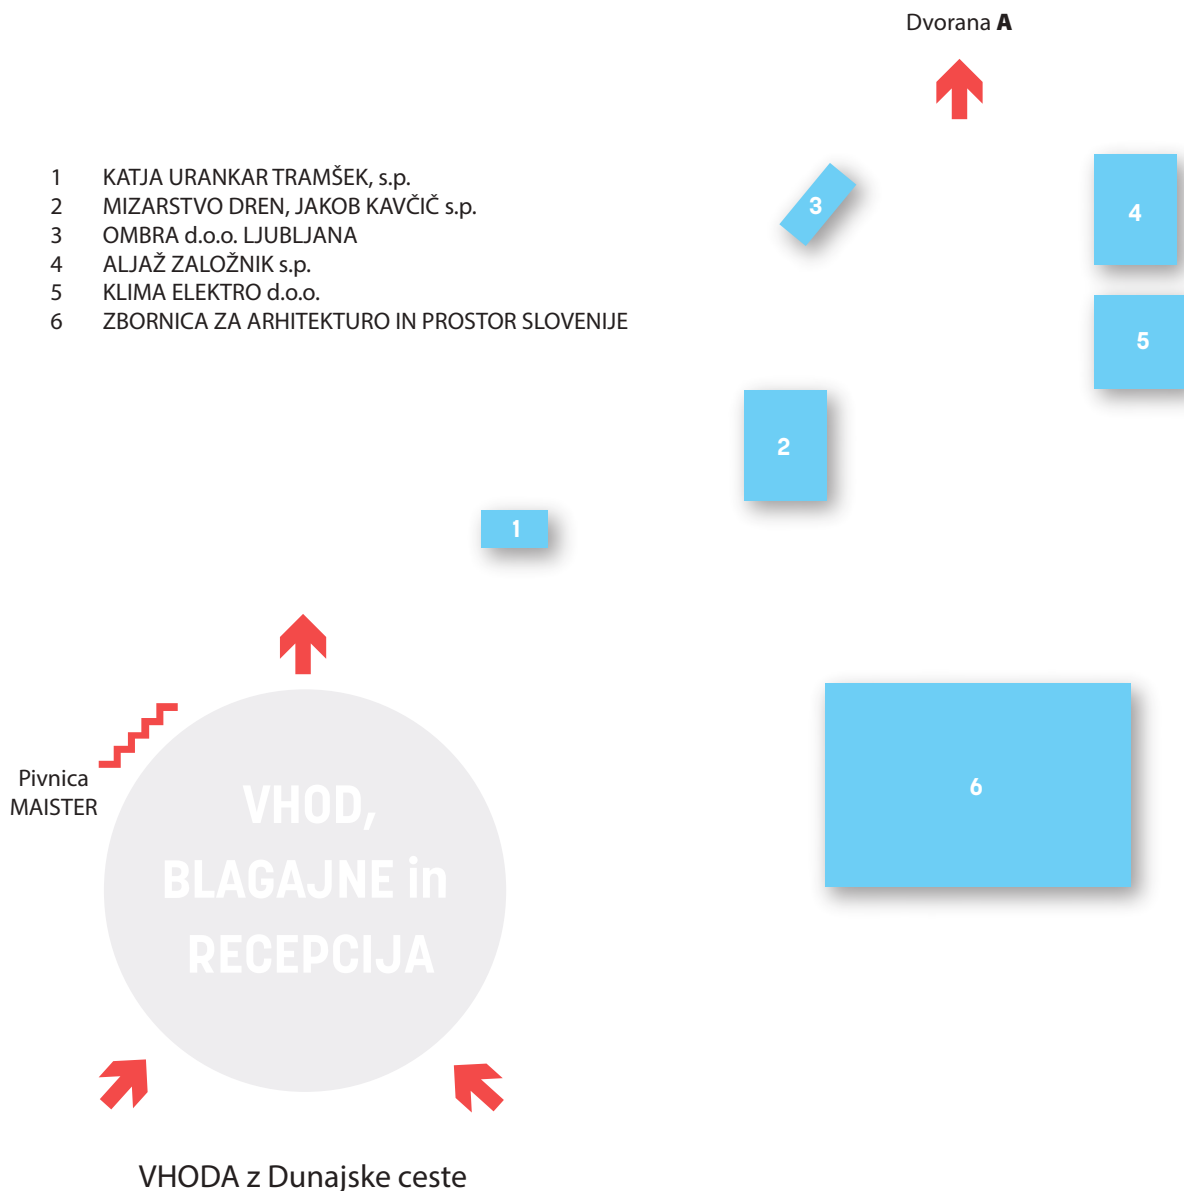 Dvorana A
1 KATJA URANKAR TRAMŠEK, s.p.
2 MIZARSTVO DREN, JAKOB KAVČIČ s.p.
3 OMBRA d.o.o. LJUBLJANA
4 ALJAŽ ZALOŽNIK s.p.
5 KLIMA ELEKTRO d.o.o.
6 ZBORNICA ZA ARHITEKTURO IN PROSTOR SLOVENIJE
3
4
5
2
1
6
Pivnica
MAISTER
VHOD,
BLAGAJNE in
RECEPCIJA
VHODA z Dunajske ceste